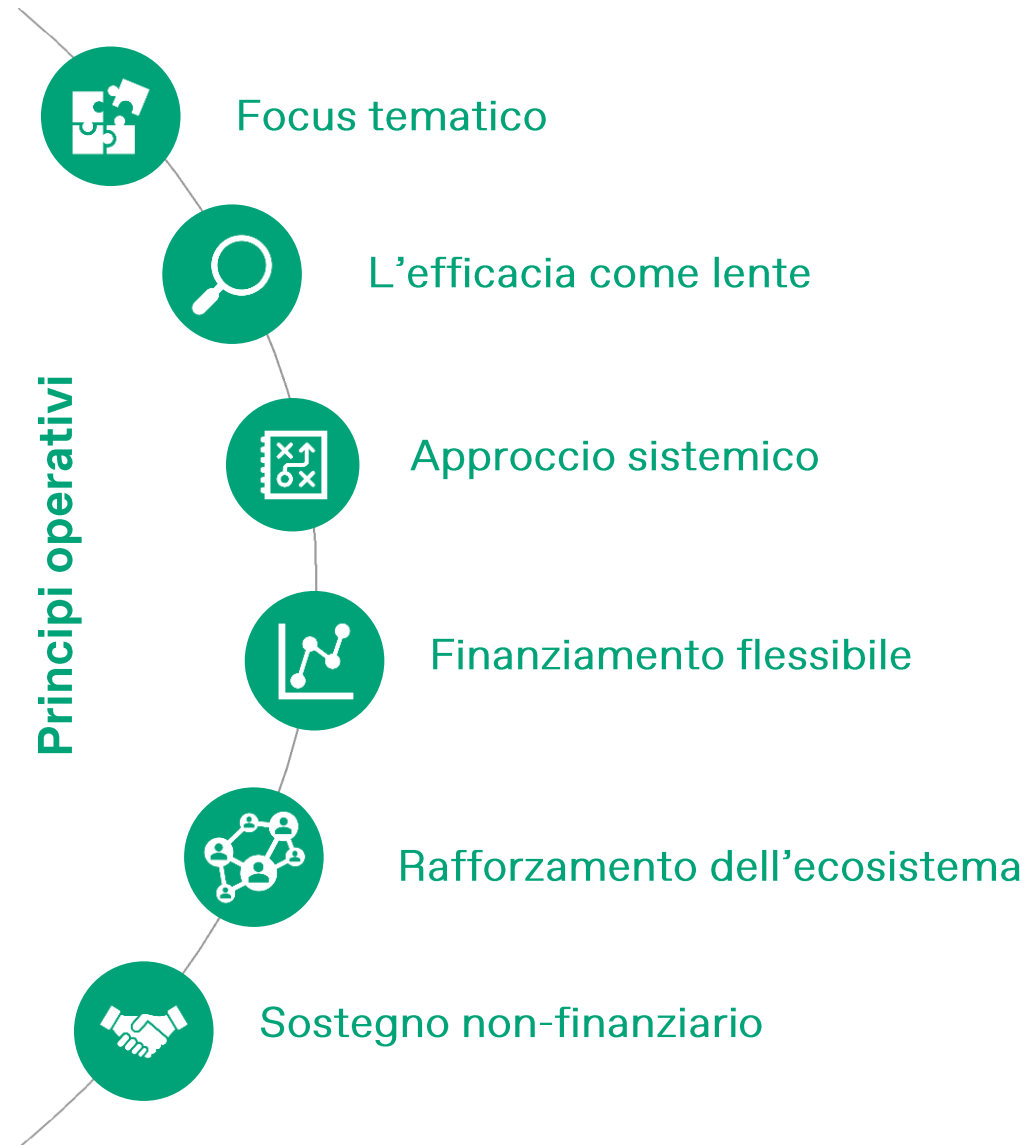 Principi operativi
Focus tematico
L’efficacia come lente
Approccio sistemico
Finanziamento flessibile
Rafforzamento dell’ecosistema
Sostegno non-finanziario